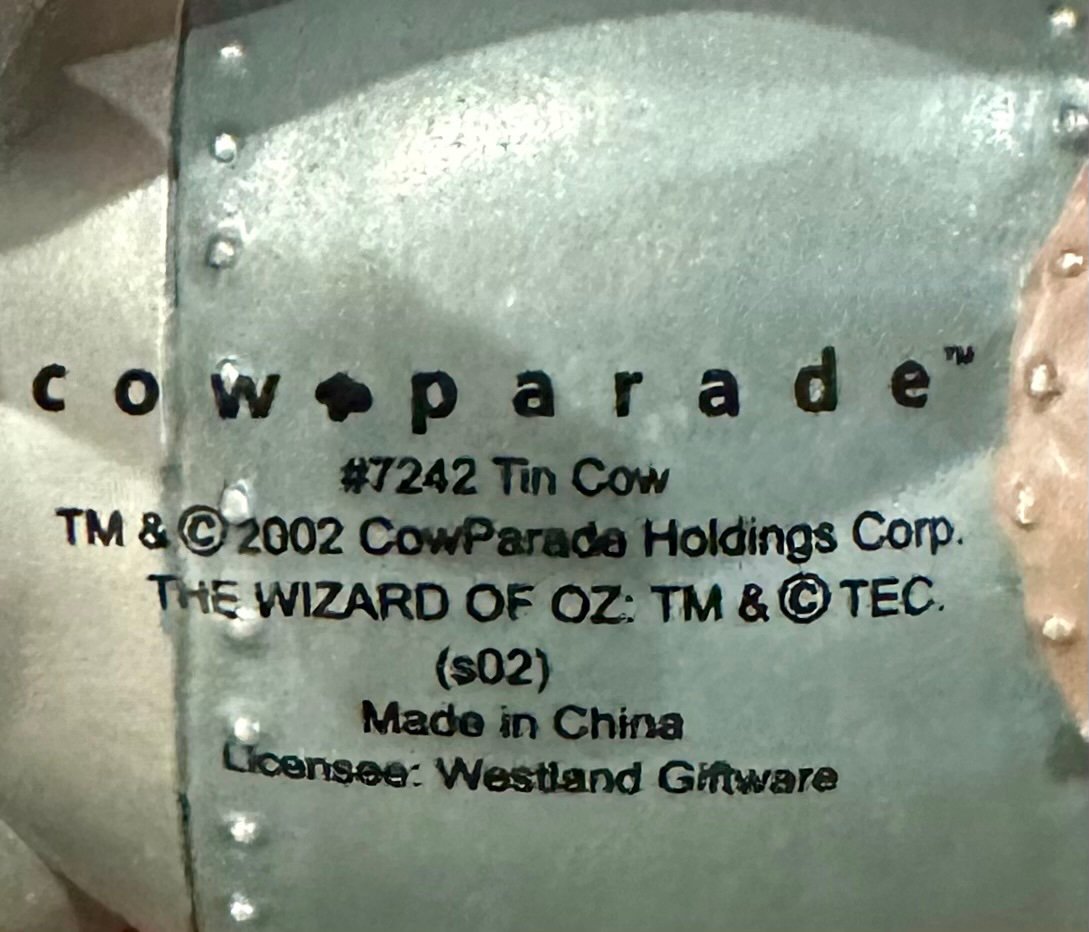 cow parade™
#7242 Tin Cow
TM & © 2002 CowParade Holdings Corp.
THE WIZARD OF OZ: TM & © TEC.
(s02)
Made in China
Licensee: Westland Giftware